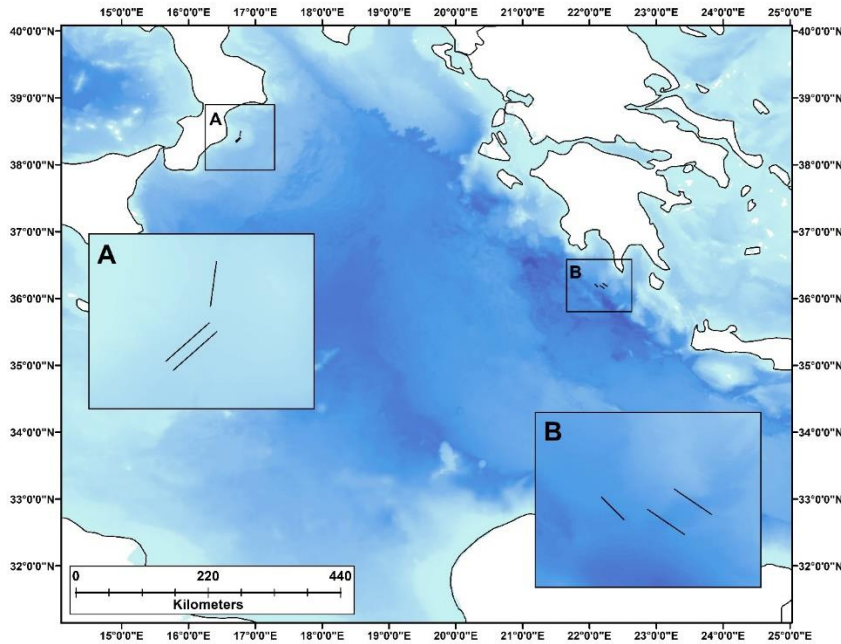 15°0'0"E 16°0'0"E 17°0'0"E 18°0'0"E 19°0'0"E 20°0'0"E 21°0'0"E 22°0'0"E 23°0'0"E 24°0'0"E 25°0'0"E
40°0'0"N 40°0'0"N
39°0'0"N 39°0'0"N
A
38°0'0"N 38°0'0"N
37°0'0"N 37°0'0"N
A
B
36°0'0"N 36°0'0"N
35°0'0"N 35°0'0"N
34°0'0"N 34°0'0"N
B
33°0'0"N 33°0'0"N
32°0'0"N 32°0'0"N
0 220 440
Kilometers
15°0'0"E 16°0'0"E 17°0'0"E 18°0'0"E 19°0'0"E 20°0'0"E 21°0'0"E 22°0'0"E 23°0'0"E 24°0'0"E 25°0'0"E